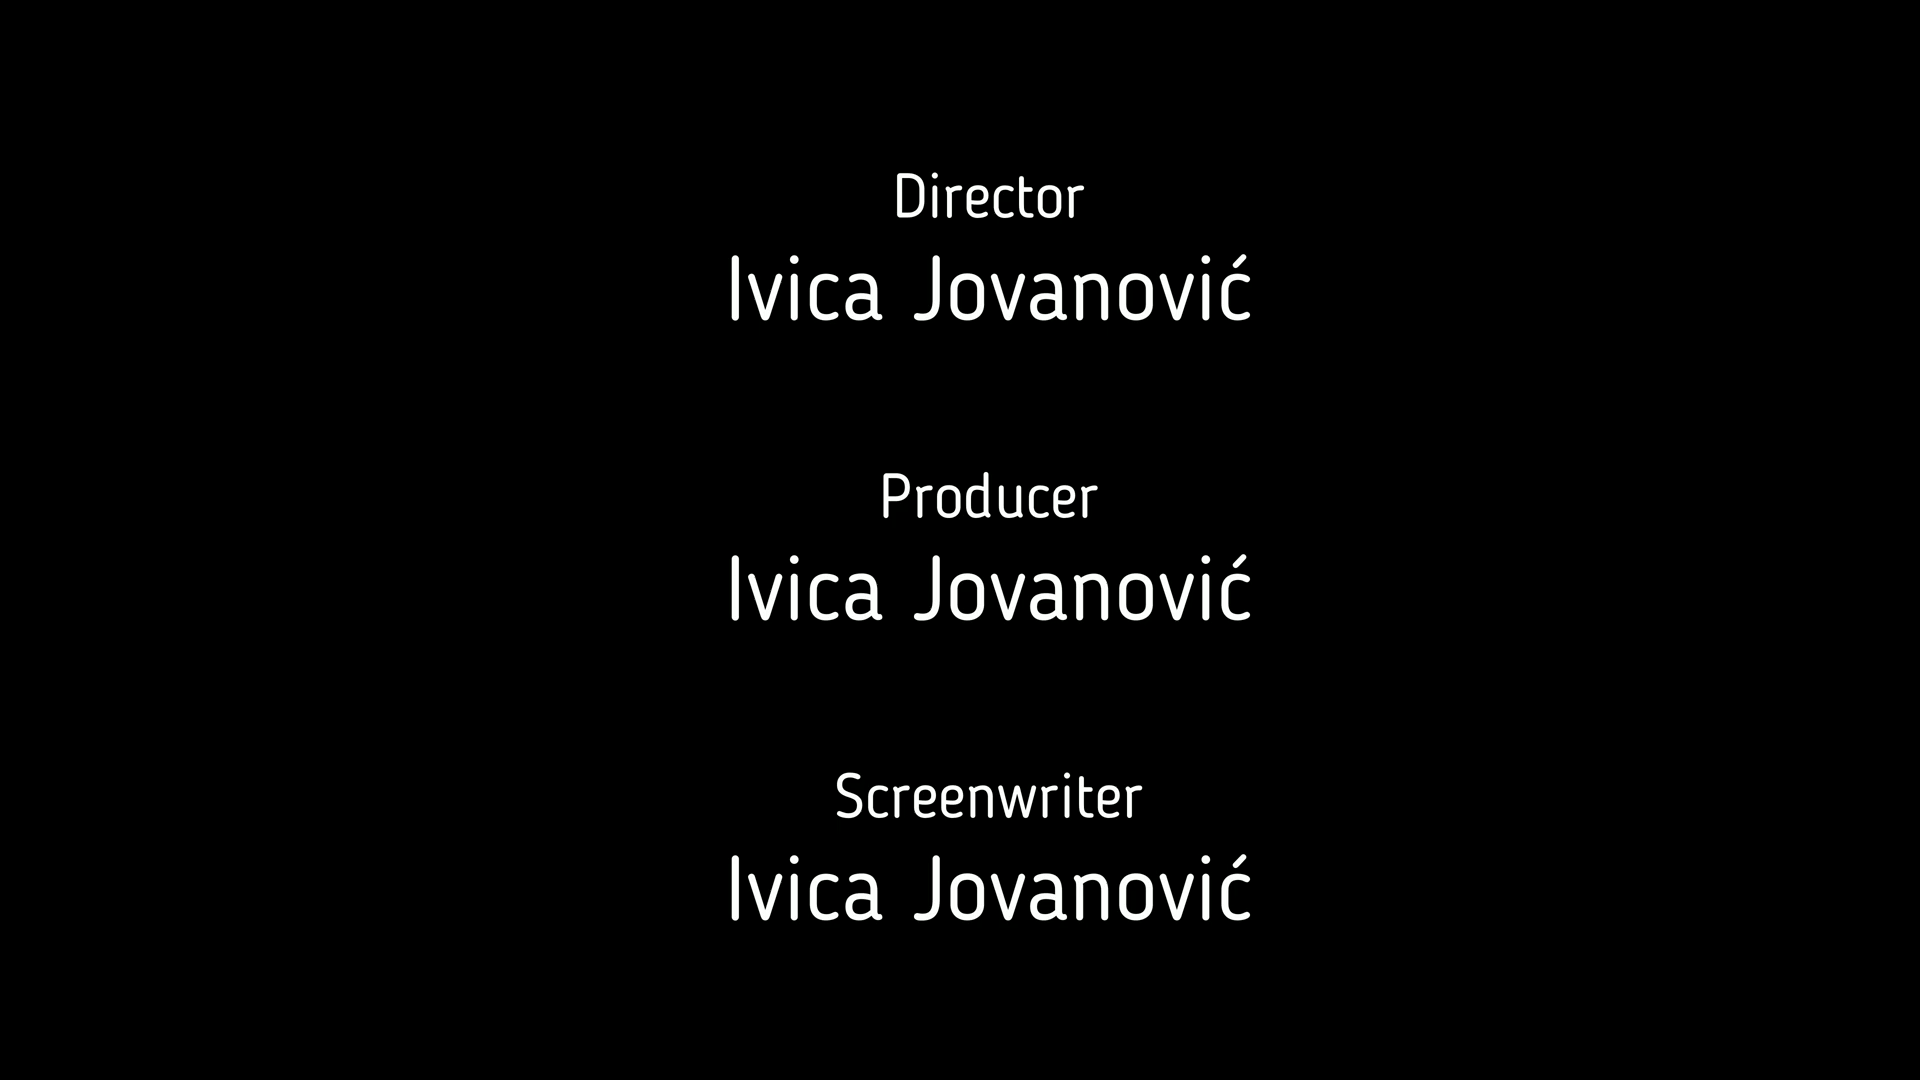 Director
Ivica Jovanović
Producer
Ivica Jovanović
Screenwriter
Ivica Jovanović